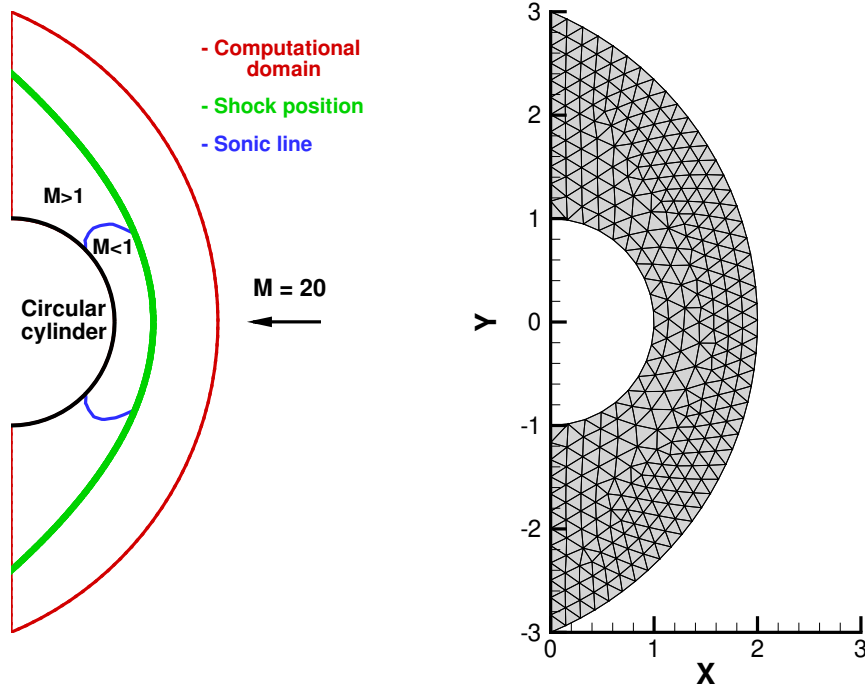 - Computational
domain
- Shock position
- Sonic line
M>1
M<1
Circular
cylinder
M = 20
3
2
1
0
-1
-2
-3
Y
0
1
2
3
X